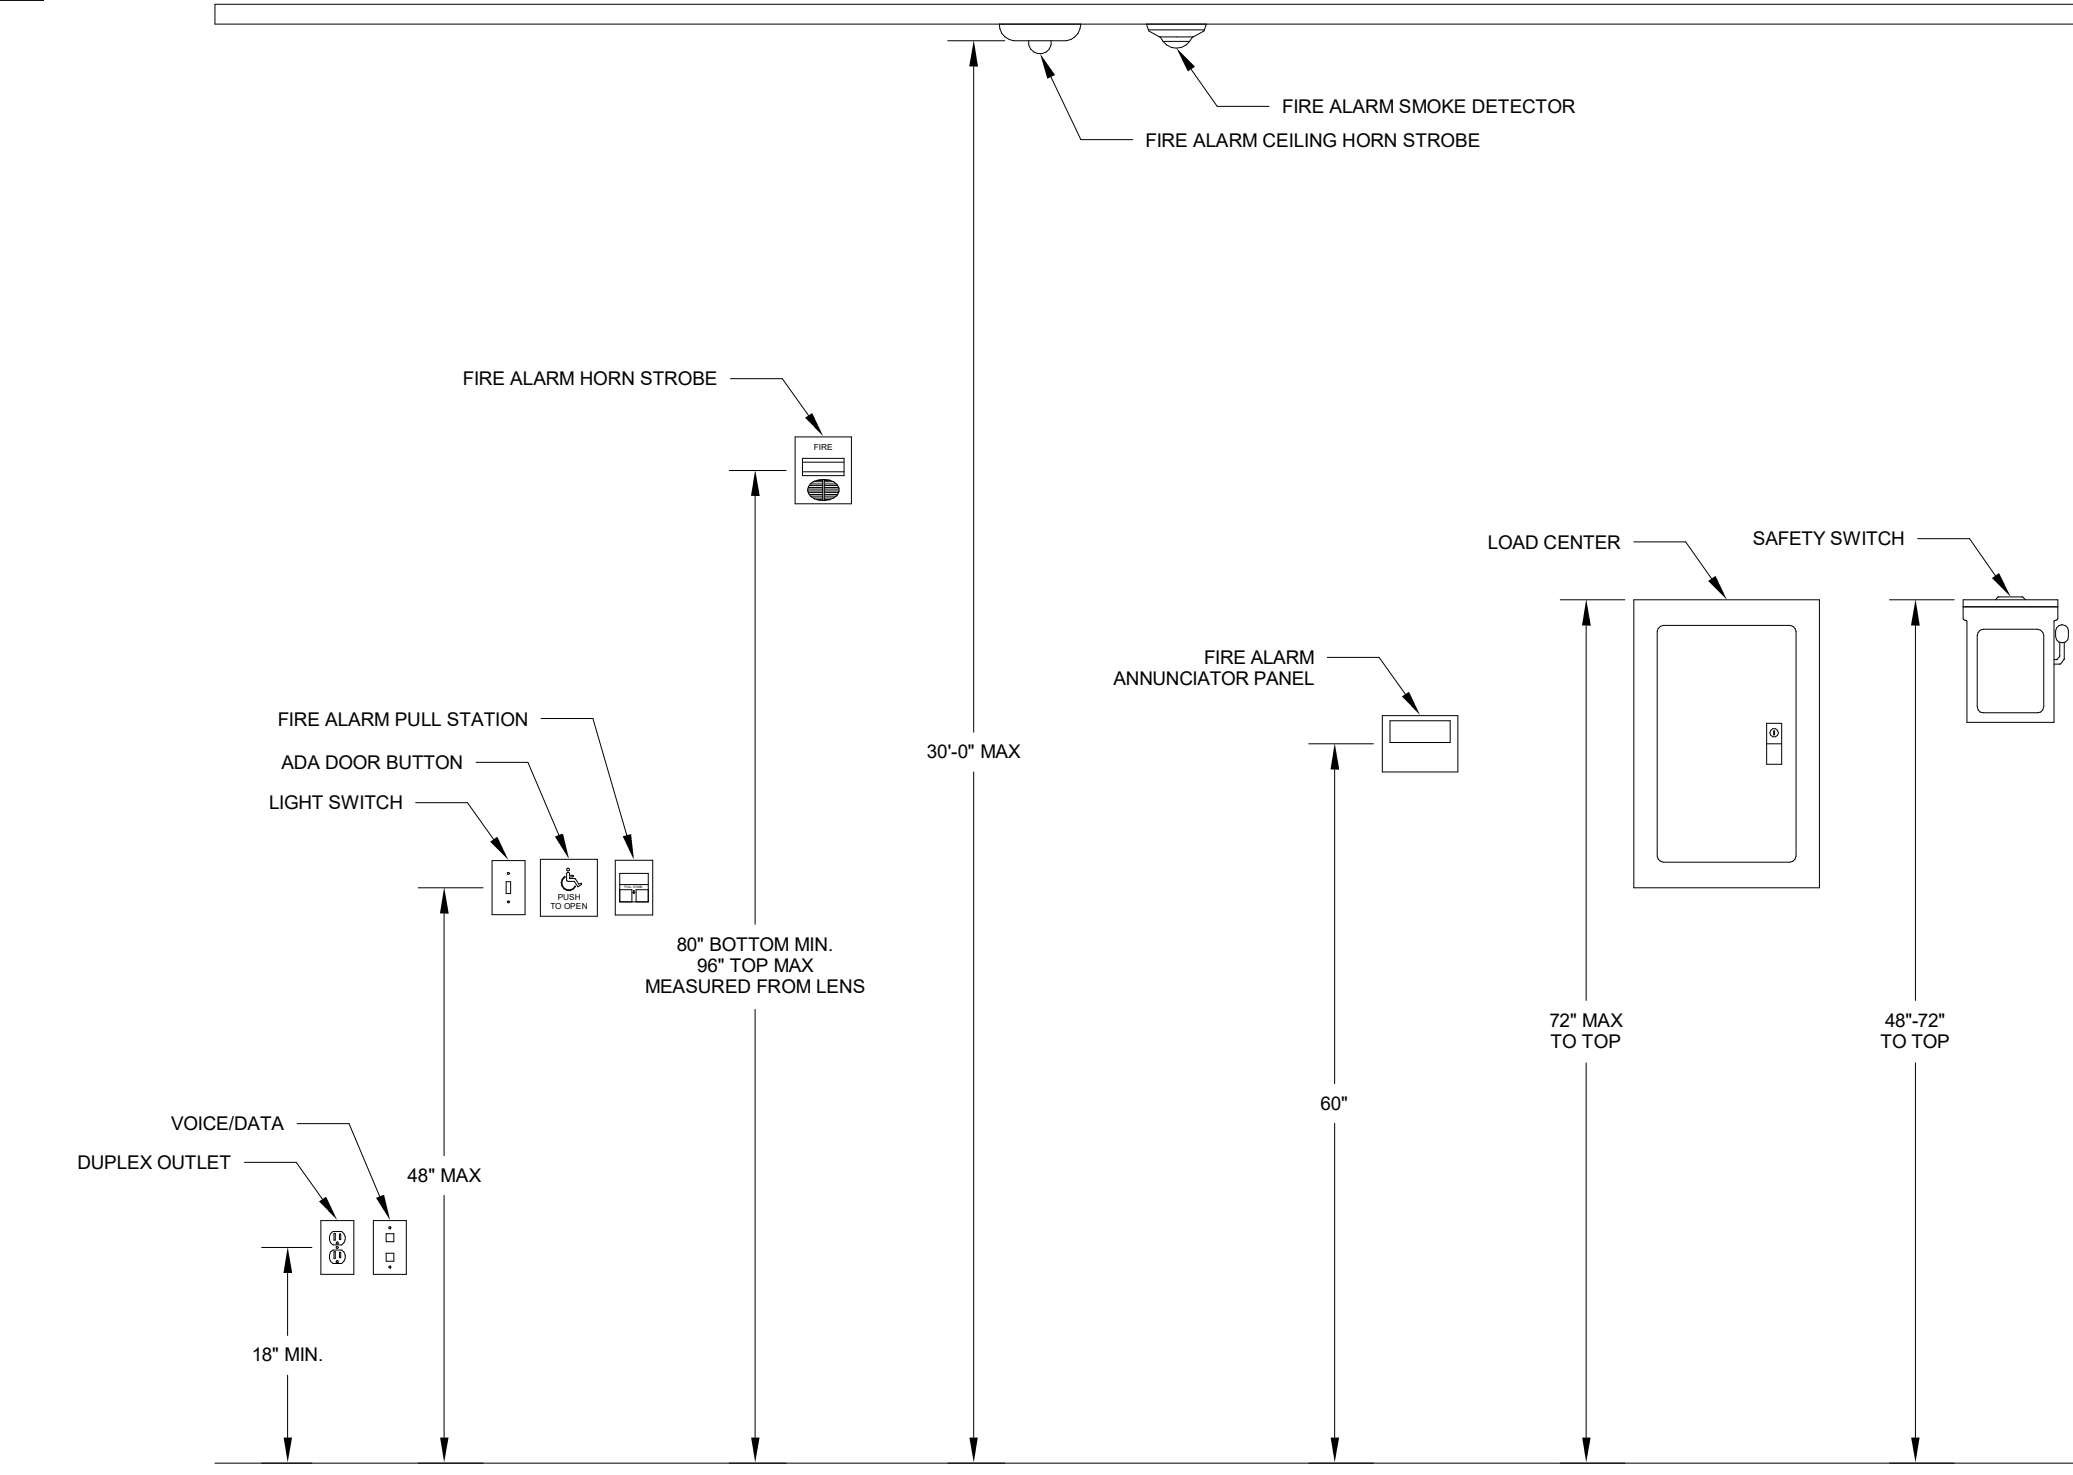 FIRE ALARM SMOKE DETECTOR
FIRE ALARM CEILING HORN STROBE
FIRE ALARM HORN STROBE
FIRE
LOAD CENTER
SAFETY SWITCH
FIRE ALARM
ANNUNCIATOR PANEL
FIRE ALARM PULL STATION
ADA DOOR BUTTON
LIGHT SWITCH
30'-0" MAX
PUSH
TO OPEN
80" BOTTOM MIN.
96" TOP MAX
MEASURED FROM LENS
72" MAX
TO TOP
48"-72"
TO TOP
60"
VOICE/DATA
DUPLEX OUTLET
48" MAX
18" MIN.